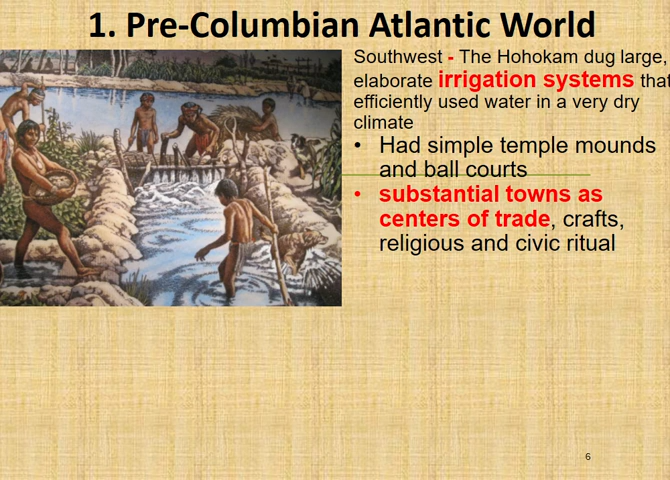 1. Pre-Columbian Atlantic World
Southwest - The Hohokam dug large,
elaborate irrigation systems that
efficiently used water in a very dry
climate
• Had simple temple mounds
and ball courts
• substantial towns as
centers of trade, crafts,
religious and civic ritual
6